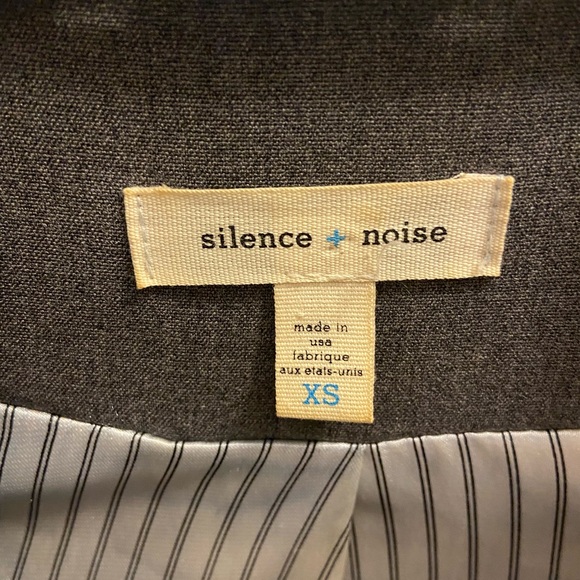 silence + noise
made in
usa
fabrique
aux etats-unis
XS